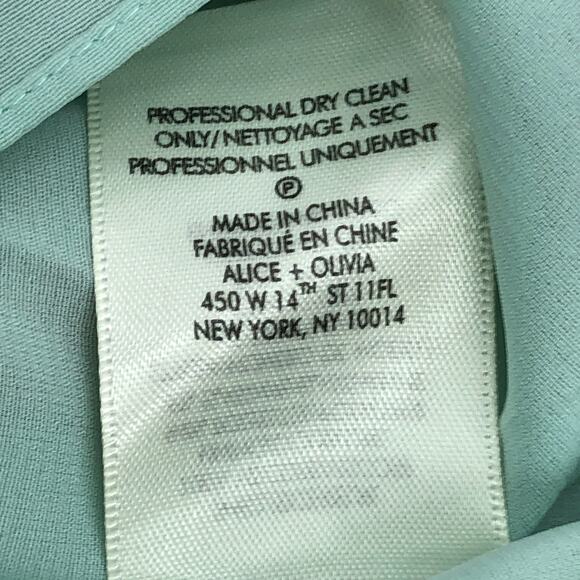 PROFESSIONAL DRY CLEAN
ONLY/NETTOYAGE A SEC
PROFESSIONNEL UNIQUEMENT
Ⓟ
MADE IN CHINA
FABRIQUÉ EN CHINE
ALICE + OLIVIA
450 W 14TH ST 11FL
NEW YORK, NY 10014